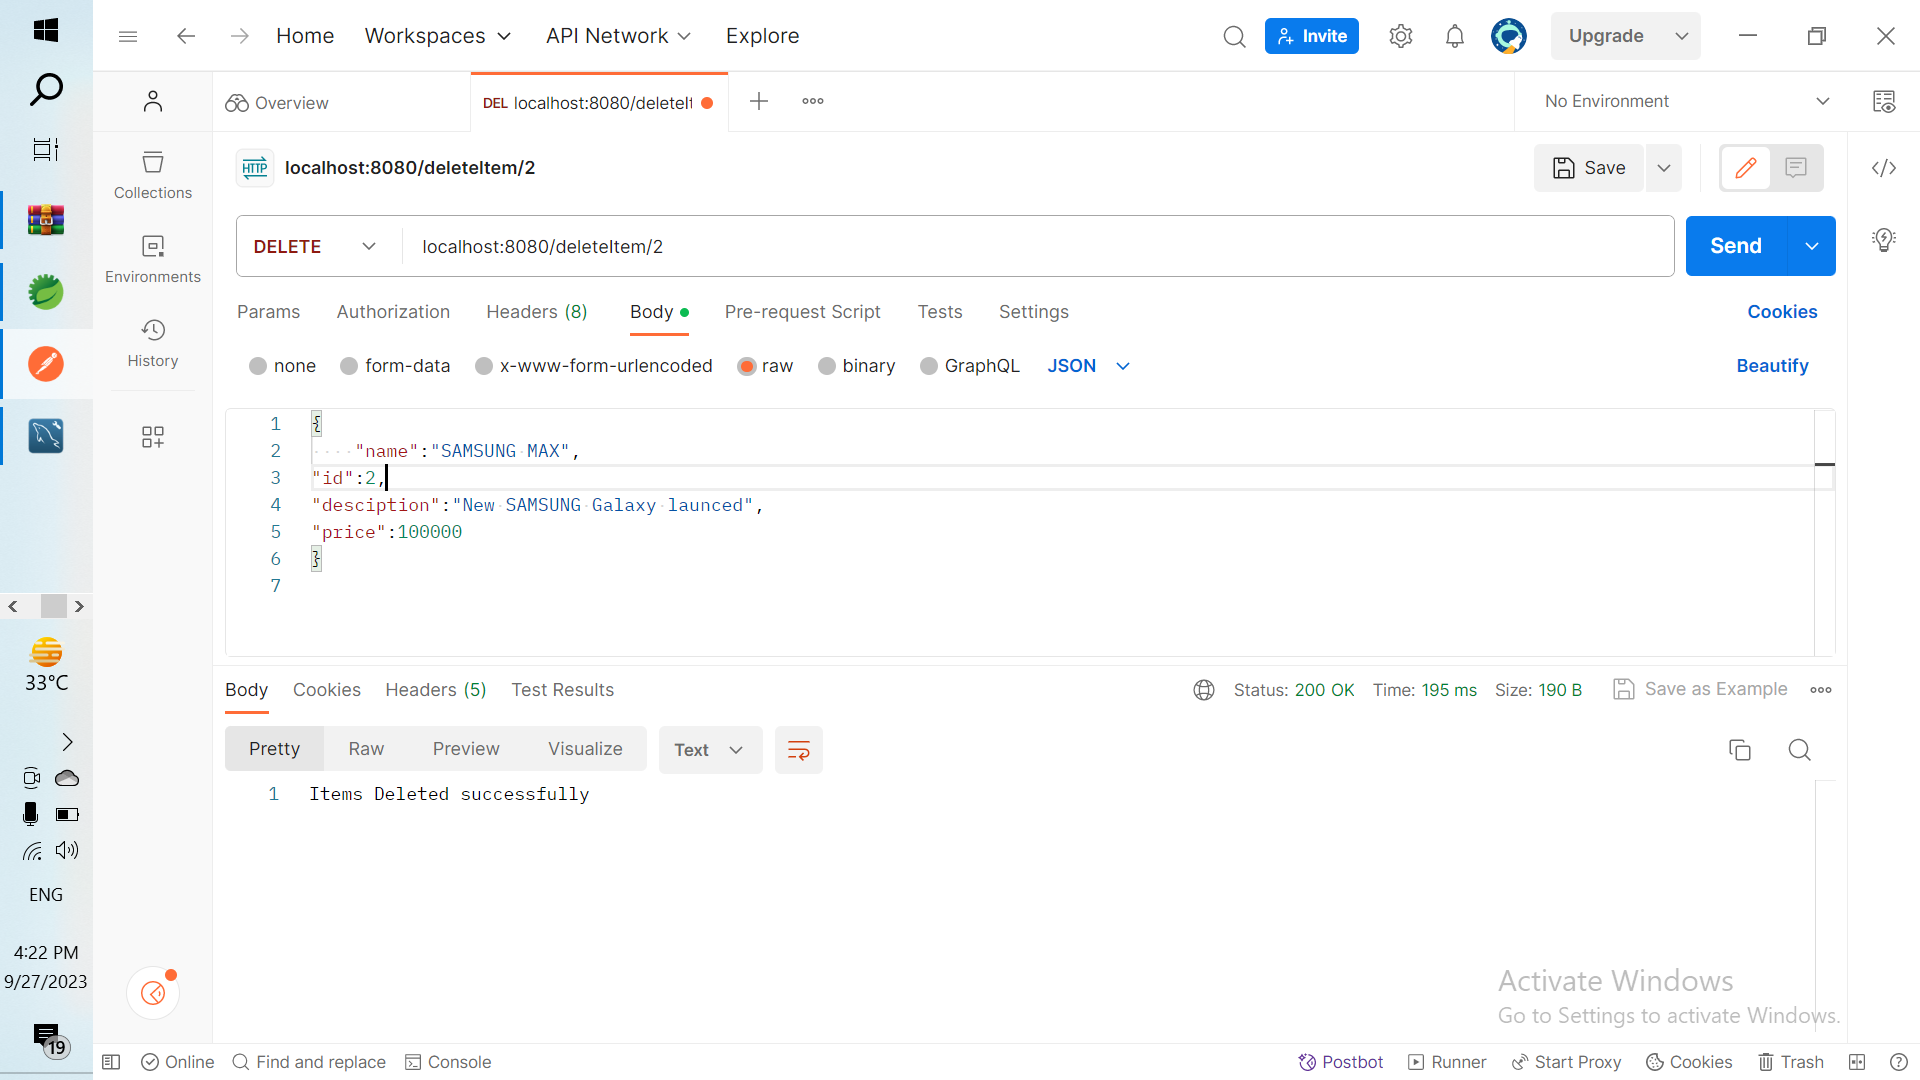 Home
Workspaces
API Network
Explore
Invite
Upgrade
Overview
DEL localhost:8080/deleteIt
No Environment
Collections
Environments
History
HTTP
localhost:8080/deleteItem/2
Save
DELETE
localhost:8080/deleteItem/2
Send
Params
Authorization
Headers (8)
Body
Pre-request Script
Tests
Settings
Cookies
none
form-data
x-www-form-urlencoded
raw
binary
GraphQL
JSON
Beautify
1 {
2 "name":"SAMSUNG MAX",
3 "id":2,
4 "desciption":"New SAMSUNG Galaxy launced",
5 "price":100000
6 }
7
Body
Cookies
Headers (5)
Test Results
Status: 200 OK
Time: 195 ms
Size: 190 B
Save as Example
Pretty
Raw
Preview
Visualize
Text
1 Items Deleted successfully
33°C
ENG
4:22 PM
9/27/2023
19
Activate Windows
Go to Settings to activate Windows.
Online
Find and replace
Console
Postbot
Runner
Start Proxy
Cookies
Trash